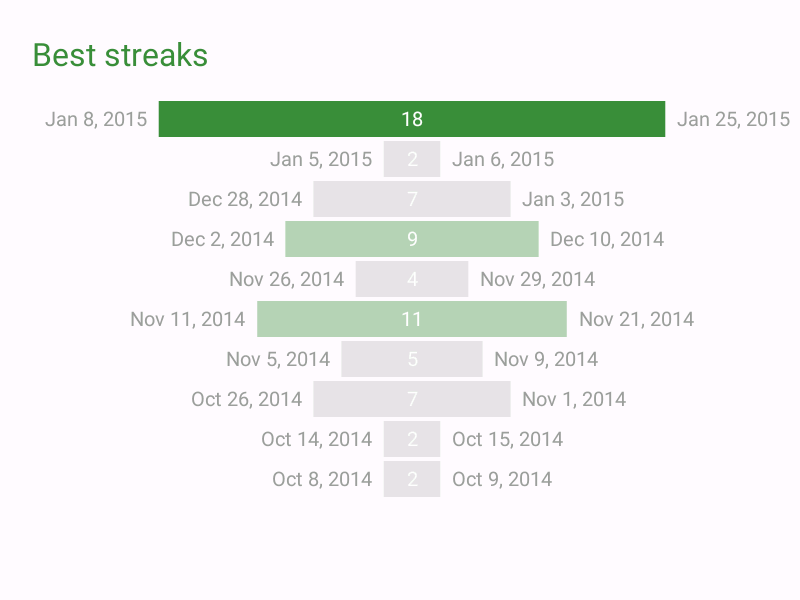 Best streaks
Jan 8, 2015 18 Jan 25, 2015
Jan 5, 2015 2 Jan 6, 2015
Dec 28, 2014 7 Jan 3, 2015
Dec 2, 2014 9 Dec 10, 2014
Nov 26, 2014 4 Nov 29, 2014
Nov 11, 2014 11 Nov 21, 2014
Nov 5, 2014 5 Nov 9, 2014
Oct 26, 2014 7 Nov 1, 2014
Oct 14, 2014 2 Oct 15, 2014
Oct 8, 2014 2 Oct 9, 2014